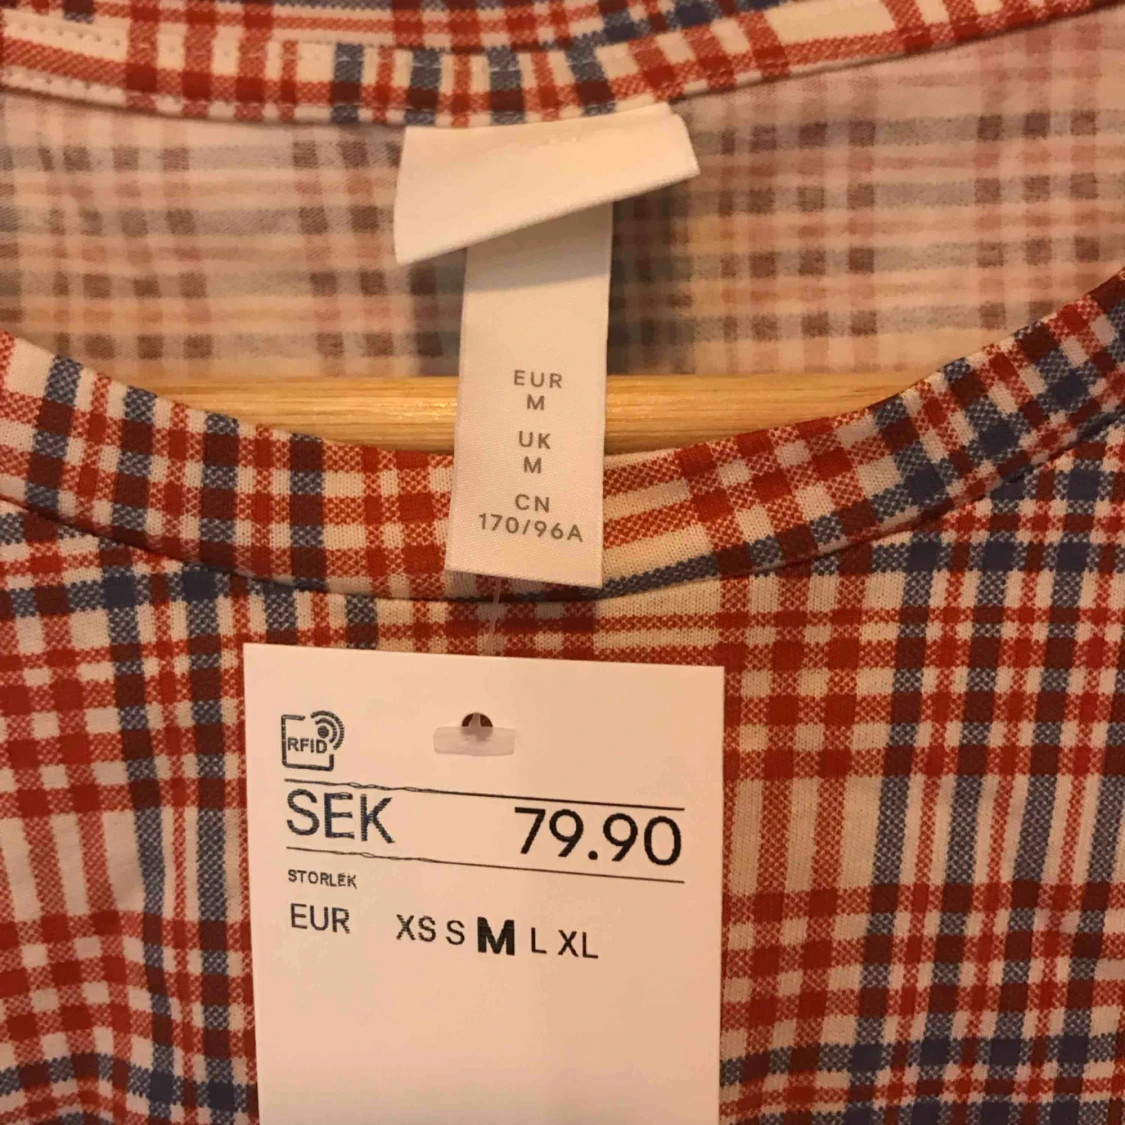 EUR
M
UK
M
CN
170/96A
RFID
SEK 79.90
STORLEK
EUR XS S M L XL